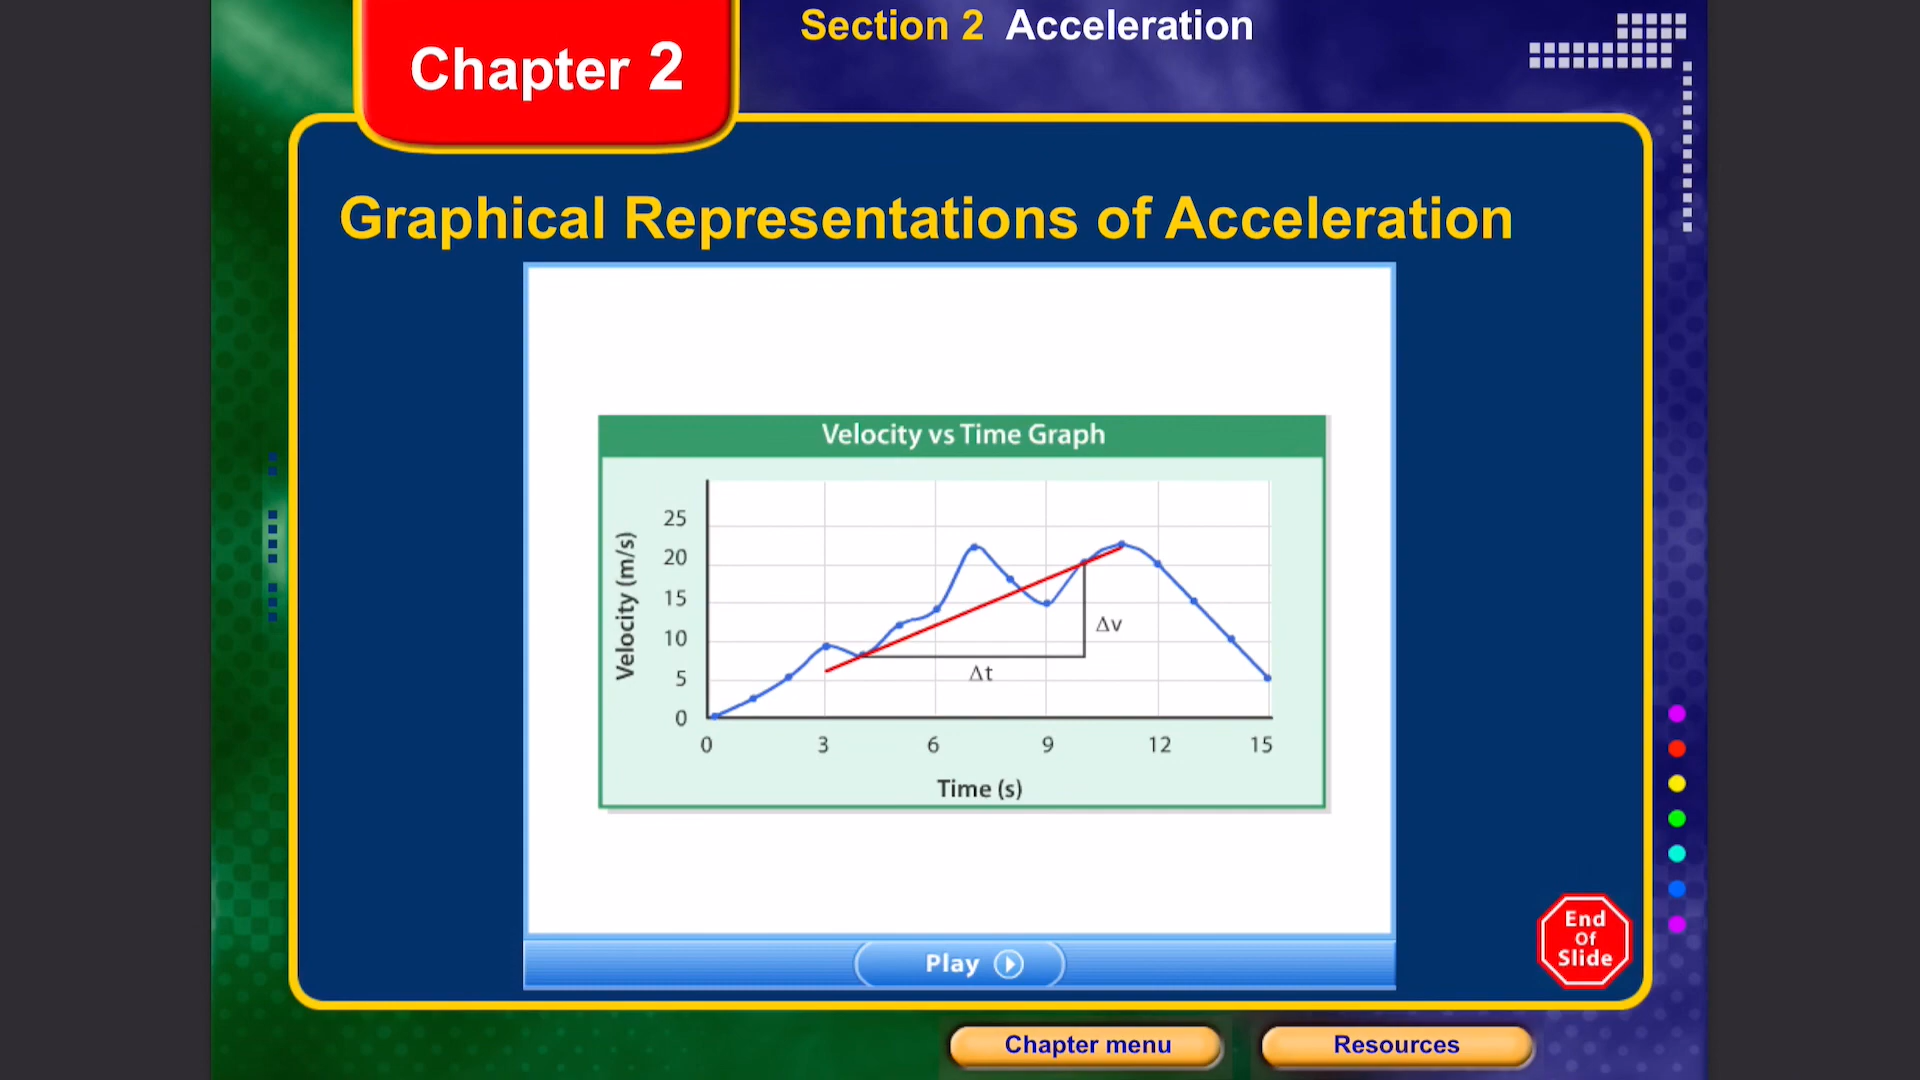 Section 2 Acceleration
Chapter 2
Graphical Representations of Acceleration
Velocity vs Time Graph
Velocity (m/s)
25
20
15
10
5
0
Δv
Δt
0 3 6 9 12 15
Time (s)
Play
End
Of
Slide
Chapter menu
Resources